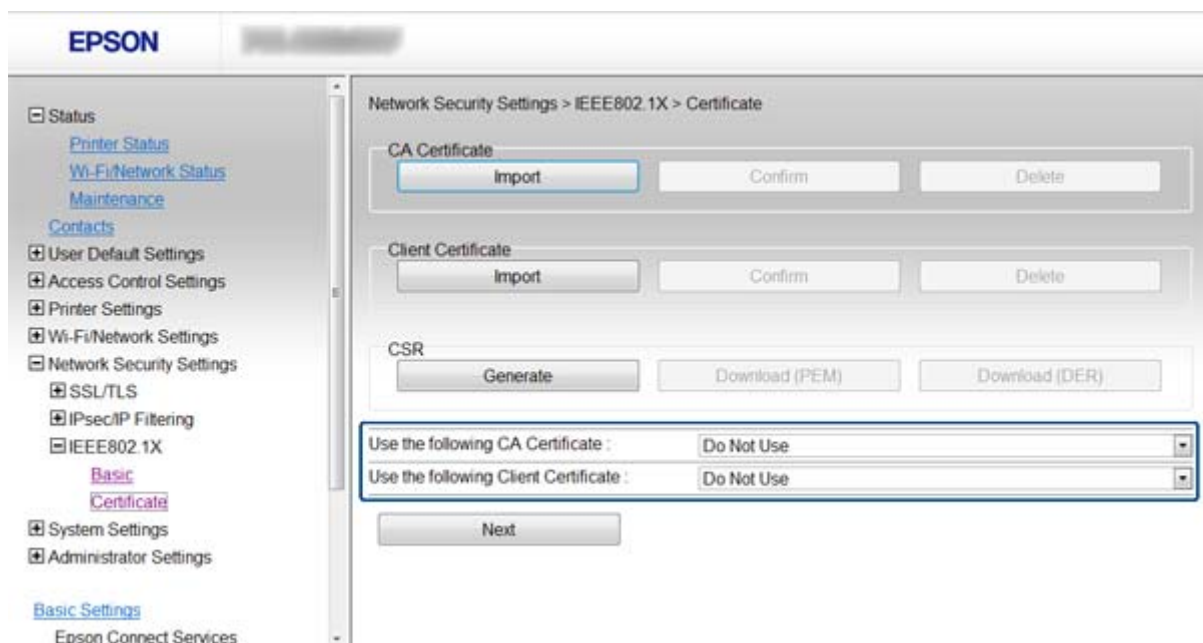 EPSON
Status
Printer Status
Wi-Fi/Network Status
Maintenance
Contacts
User Default Settings
Access Control Settings
Printer Settings
Wi-Fi/Network Settings
Network Security Settings
SSL/TLS
IPsec/IP Filtering
IEEE802.1X
Basic
Certificate
System Settings
Administrator Settings
Basic Settings
Epson Connect Services
Network Security Settings > IEEE802.1X > Certificate
CA Certificate
Import Confirm Delete
Client Certificate
Import Confirm Delete
CSR
Generate Download (PEM) Download (DER)
Use the following CA Certificate : Do Not Use
Use the following Client Certificate : Do Not Use
Next